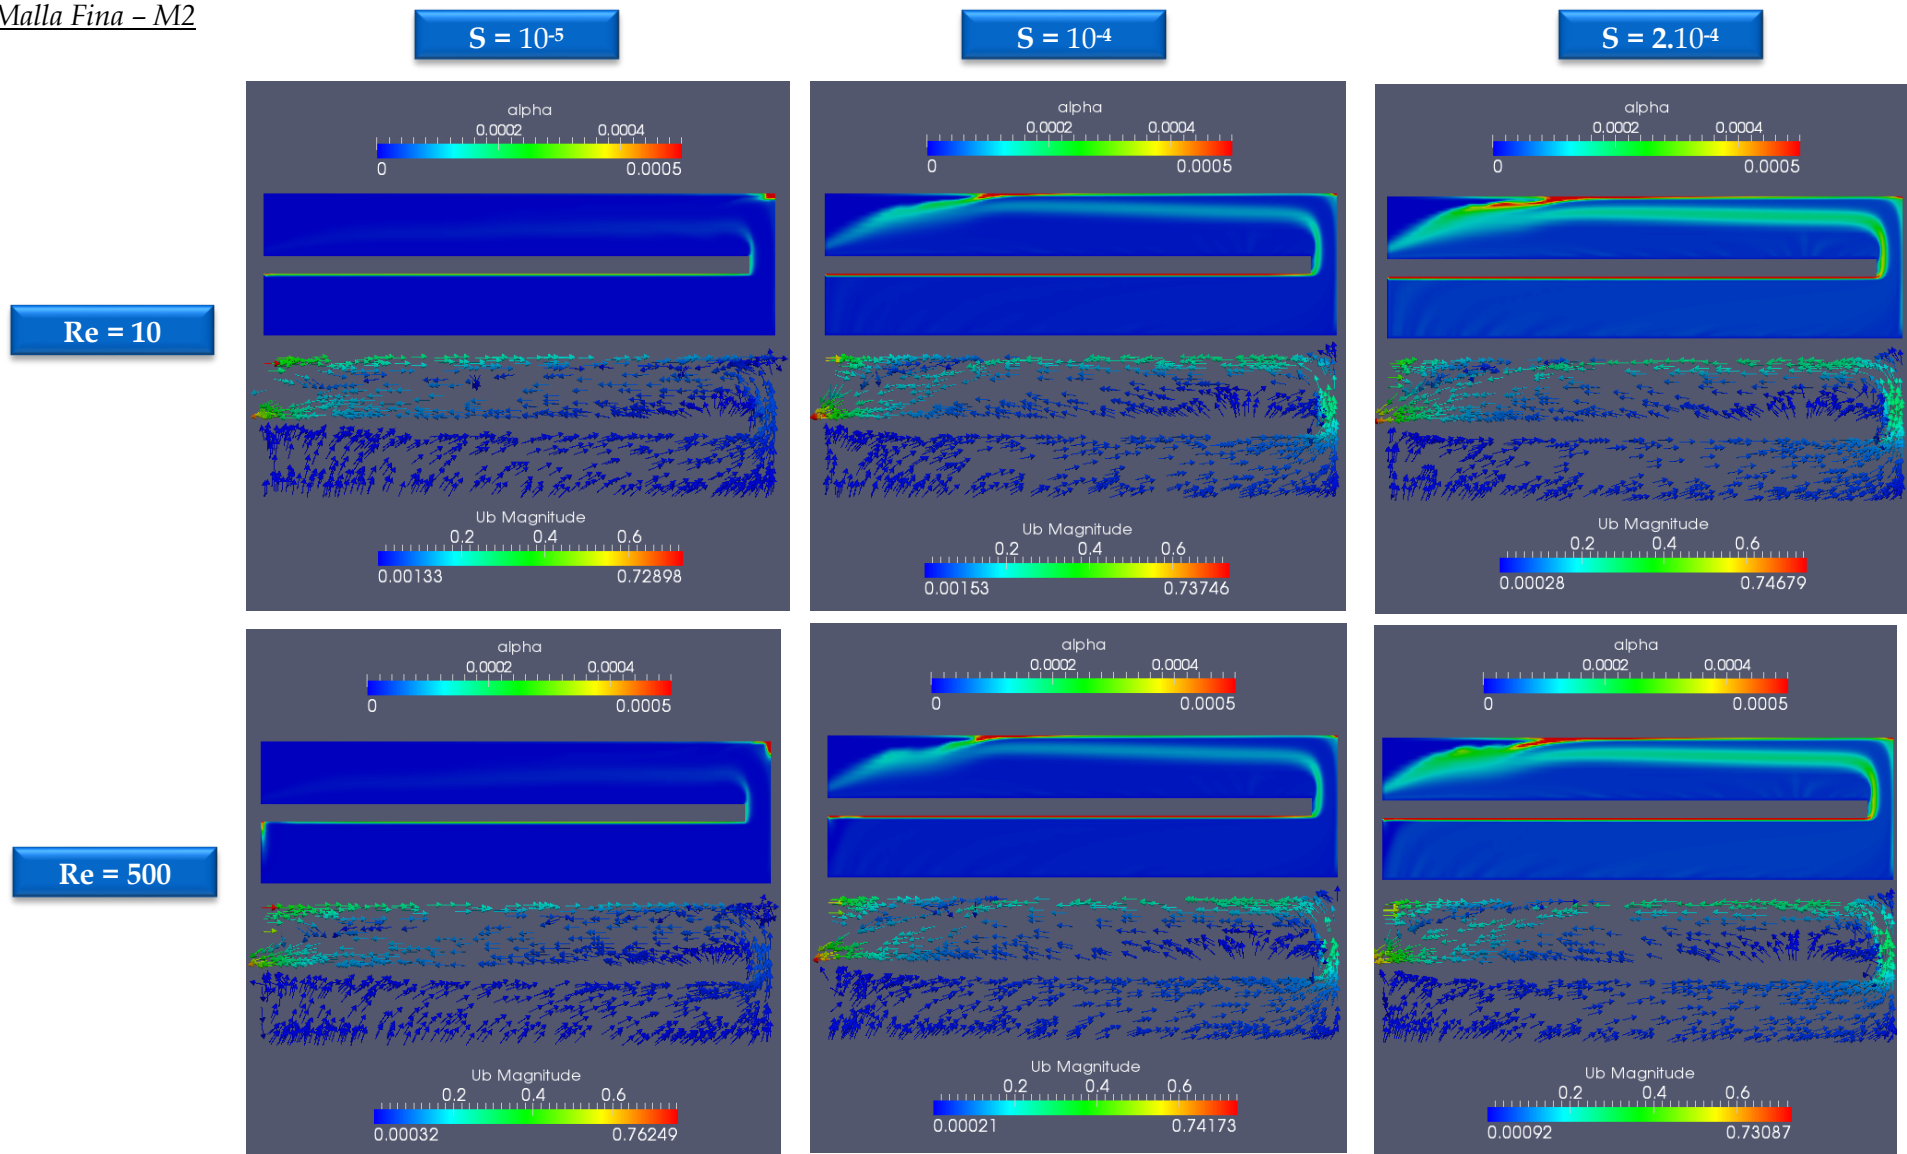 Malla Fina – M2
S = 10⁻⁵
S = 10⁻⁴
S = 2.10⁻⁴
Re = 10
alpha
0.0002 0.0004
0 0.0005
Ub Magnitude
0.2 0.4 0.6
0.00133 0.72898
alpha
0.0002 0.0004
0 0.0005
Ub Magnitude
0.2 0.4 0.6
0.00153 0.73746
alpha
0.0002 0.0004
0 0.0005
Ub Magnitude
0.2 0.4 0.6
0.00028 0.74679
Re = 500
alpha
0.0002 0.0004
0 0.0005
Ub Magnitude
0.2 0.4 0.6
0.00032 0.76249
alpha
0.0002 0.0004
0 0.0005
Ub Magnitude
0.2 0.4 0.6
0.00021 0.74173
alpha
0.0002 0.0004
0 0.0005
Ub Magnitude
0.2 0.4 0.6
0.00092 0.73087